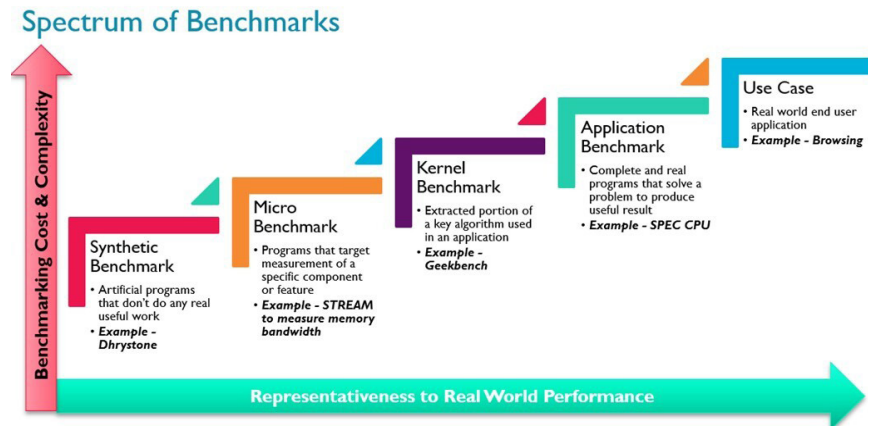 Spectrum of Benchmarks
Benchmarking Cost & Complexity
Synthetic
Benchmark
• Artificial programs
that don't do any real
useful work
• Example -
Dhrystone
Micro
Benchmark
• Programs that target
measurement of a
specific component
or feature
• Example - STREAM
to measure memory
bandwidth
Kernel
Benchmark
• Extracted portion of
a key algorithm used
in an application
• Example -
Geekbench
Application
Benchmark
• Complete and real
programs that solve a
problem to produce
useful result
• Example - SPEC CPU
Use Case
• Real world end user
application
• Example - Browsing
Representativeness to Real World Performance